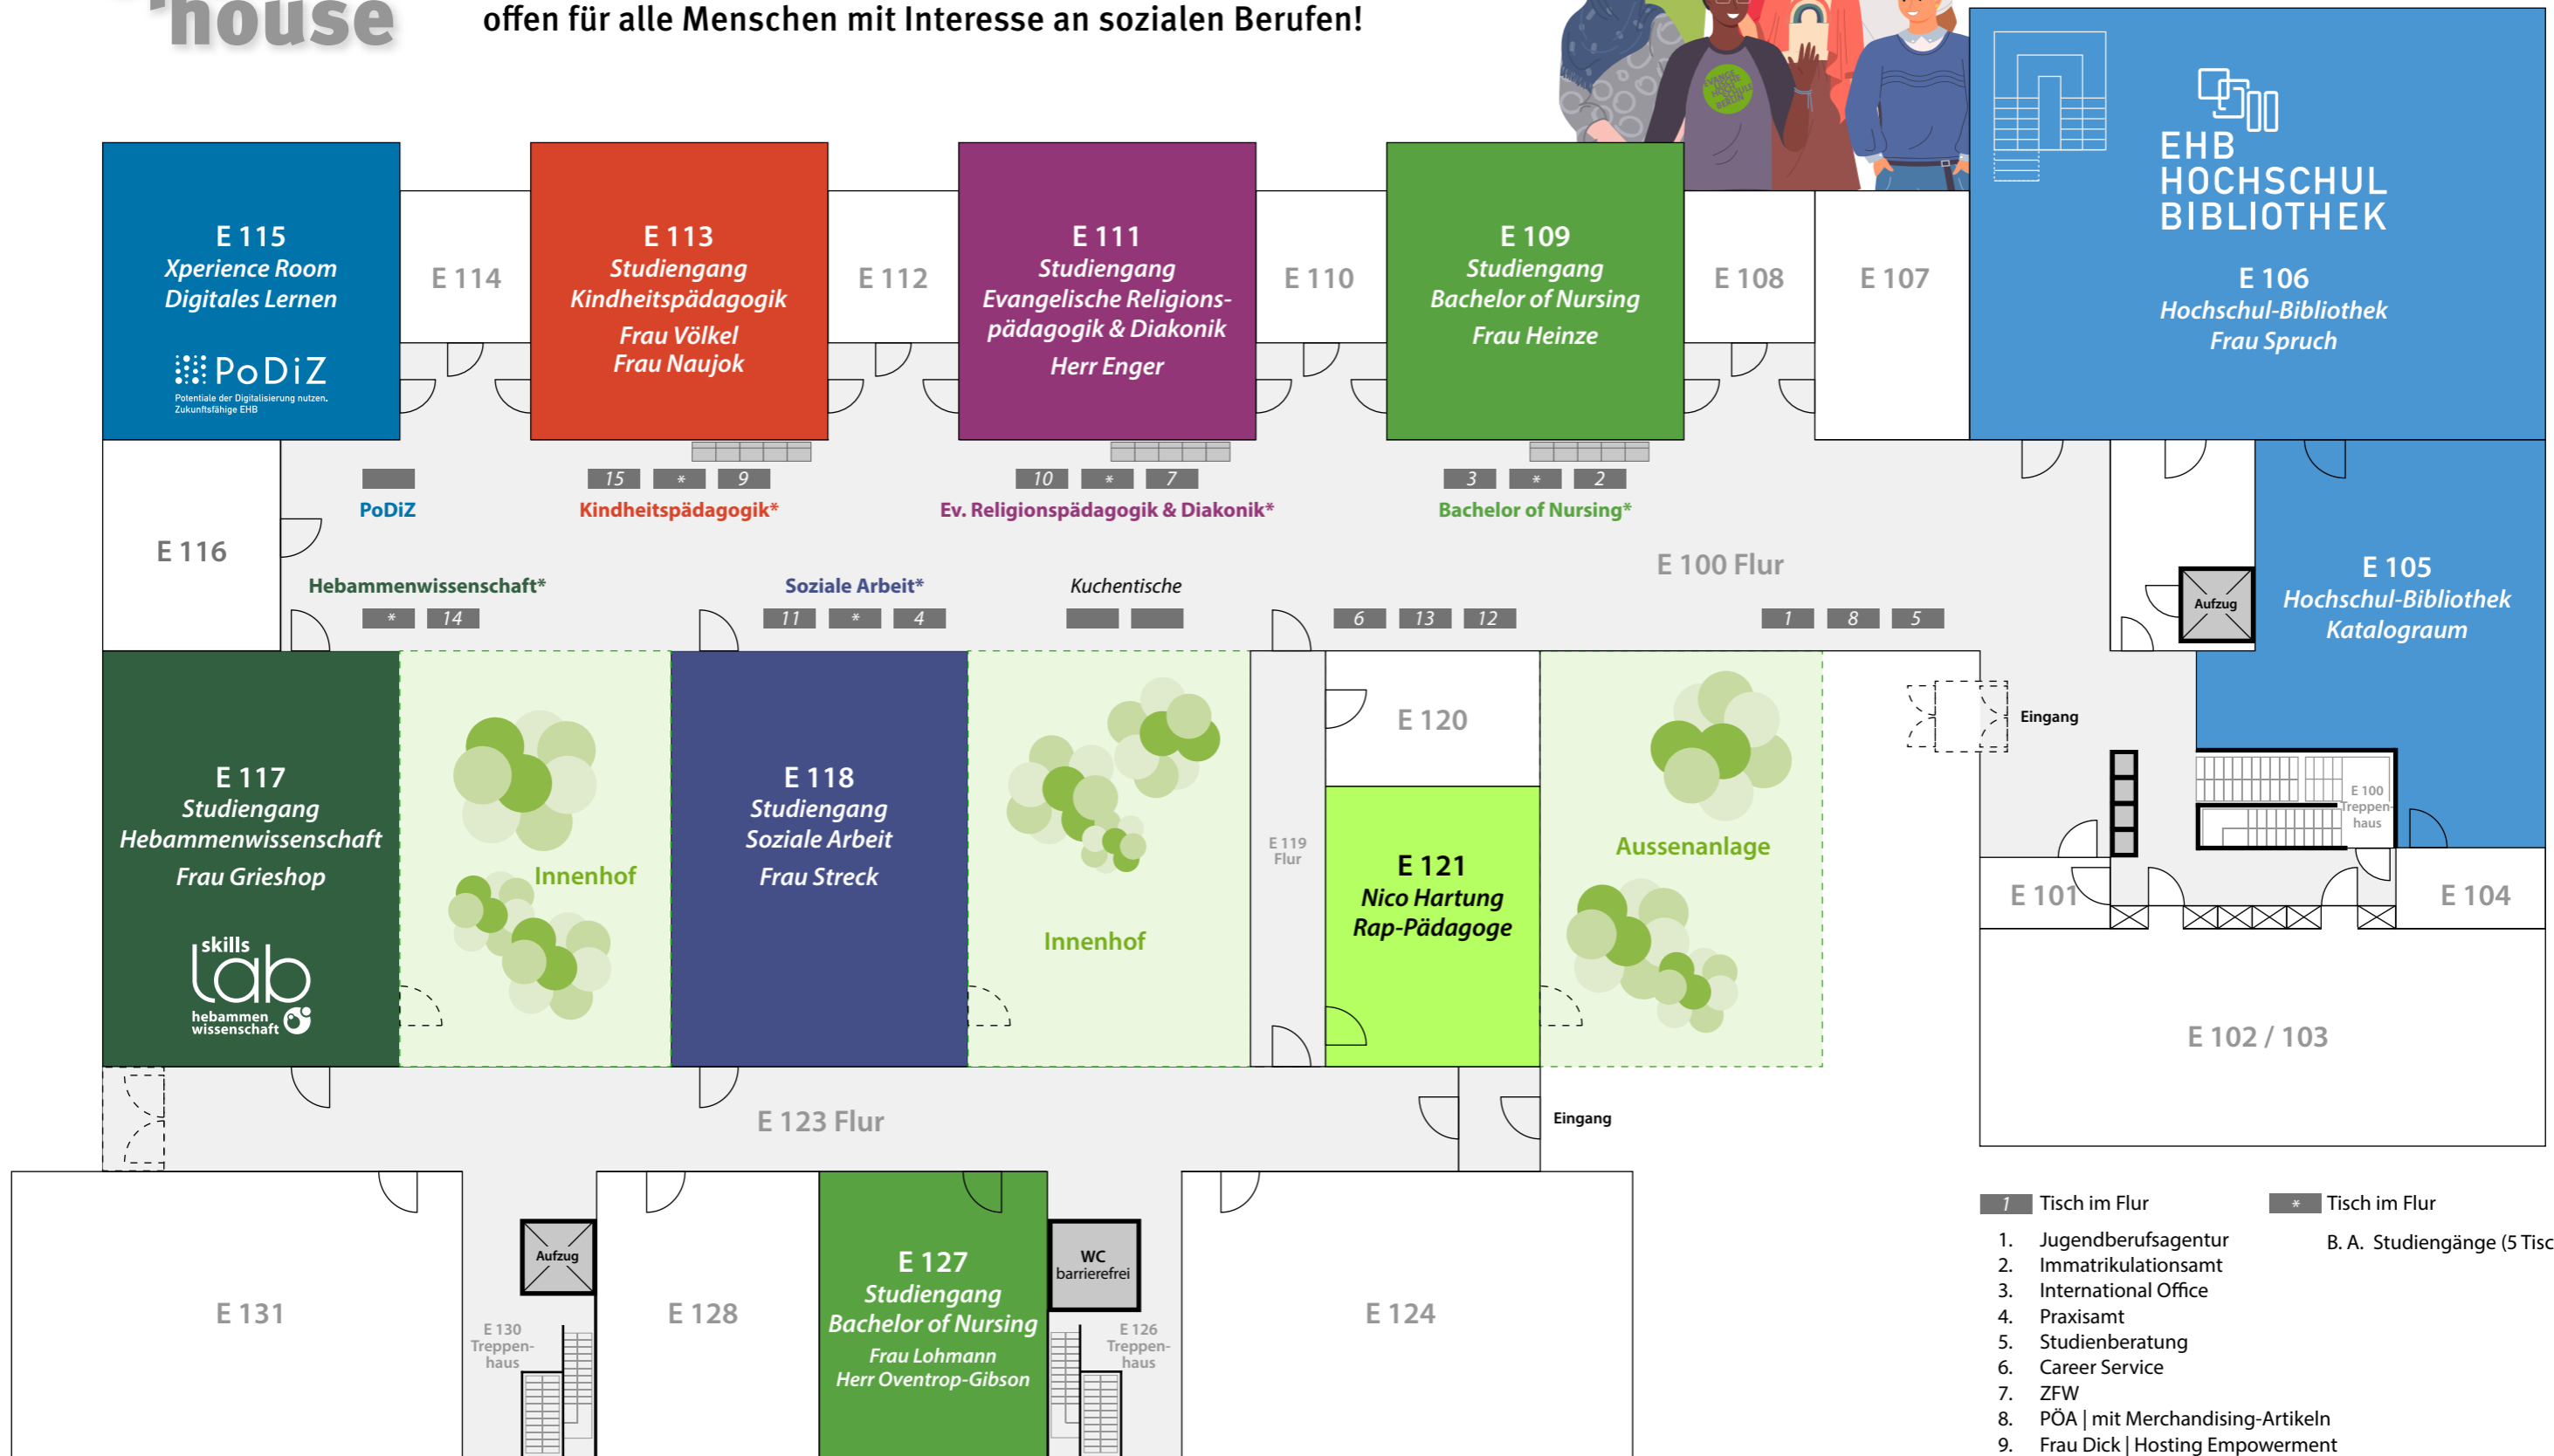 house
offen für alle Menschen mit Interesse an sozialen Berufen!
EVANGE
LISCHE
HOCH
SCHULE
BERLIN
EHB
HOCHSCHUL
BIBLIOTHEK
E 106
Hochschul-Bibliothek
Frau Spruch
E 115
Xperience Room
Digitales Lernen
PoDiZ
Potentiale der Digitalisierung nutzen.
Zukunftsfähige EHB
E 114
E 113
Studiengang
Kindheitspädagogik
Frau Völkel
Frau Naujok
E 112
E 111
Studiengang
Evangelische Religions-
pädagogik & Diakonik
Herr Enger
E 110
E 109
Studiengang
Bachelor of Nursing
Frau Heinze
E 108
E 107
15 * 9
10 * 7
3 * 2
PoDiZ
Kindheitspädagogik*
Ev. Religionspädagogik & Diakonik*
Bachelor of Nursing*
E 116
E 100 Flur
Hebammenwissenschaft*
Soziale Arbeit*
Kuchentische
* 14
11 * 4
6 13 12
1 8 5
Aufzug
E 105
Hochschul-Bibliothek
Katalograum
E 117
Studiengang
Hebammenwissenschaft
Frau Grieshop
skills
lab
hebammen
wissenschaft
Innenhof
E 118
Studiengang
Soziale Arbeit
Frau Streck
Innenhof
E 119
Flur
E 120
E 121
Nico Hartung
Rap-Pädagoge
Aussenanlage
Eingang
E 100
Treppen-
haus
E 101
E 104
E 102 / 103
E 123 Flur
Eingang
E 131
Aufzug
E 130
Treppen-
haus
E 128
E 127
Studiengang
Bachelor of Nursing
Frau Lohmann
Herr Oventrop-Gibson
WC
barrierefrei
E 126
Treppen-
haus
E 124
1 Tisch im Flur
* Tisch im Flur
B. A. Studiengänge (5 Tisc
1. Jugendberufsagentur
2. Immatrikulationsamt
3. International Office
4. Praxisamt
5. Studienberatung
6. Career Service
7. ZFW
8. PÖA | mit Merchandising-Artikeln
9. Frau Dick | Hosting Empowerment